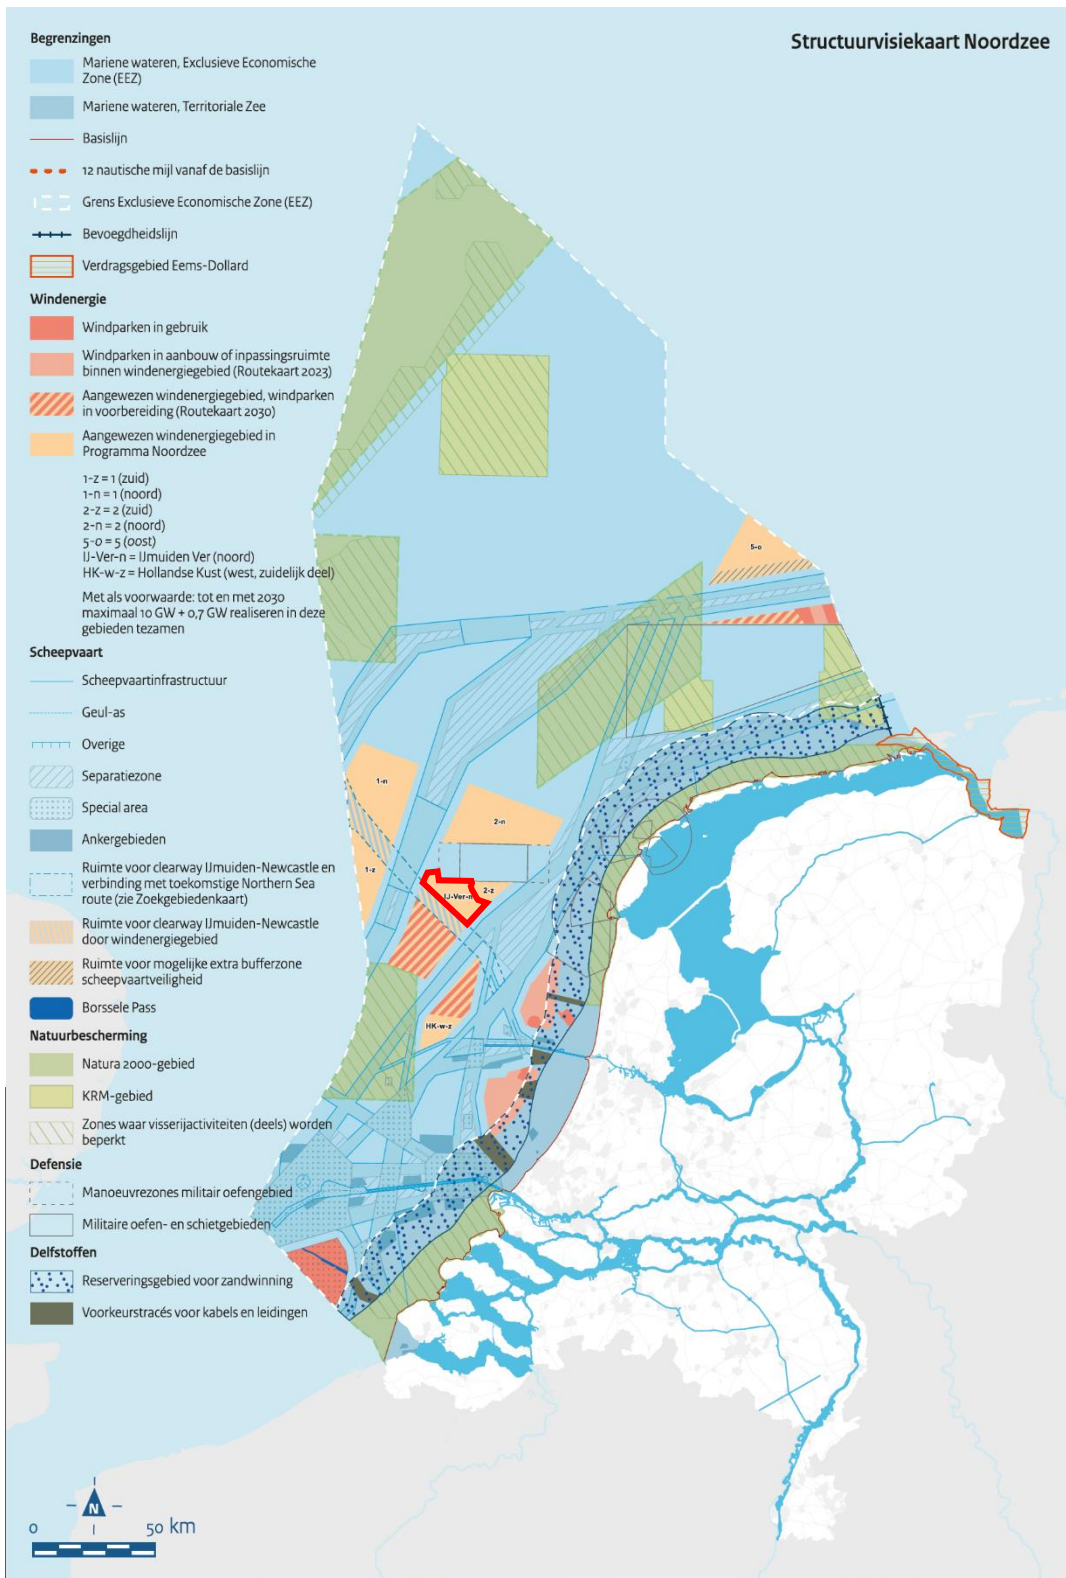 Structuurvisiekaart Noordzee
Begrenzingen
Mariene wateren, Exclusieve Economische
Zone (EEZ)
Mariene wateren, Territoriale Zee
Basislijn
12 nautische mijl vanaf de basislijn
Grens Exclusieve Economische Zone (EEZ)
Bevoegdheidslijn
Verdragsgebied Eems-Dollard
Windenergie
Windparken in gebruik
Windparken in aanbouw of inpassingsruimte
binnen windenergiegebied (Routekaart 2023)
Aangewezen windenergiegebied, windparken
in voorbereiding (Routekaart 2030)
Aangewezen windenergiegebied in
Programma Noordzee
1-z = 1 (zuid)
1-n = 1 (noord)
2-z = 2 (zuid)
2-n = 2 (noord)
5-o = 5 (oost)
IJ-Ver-n = IJmuiden Ver (noord)
HK-w-z = Hollandse Kust (west, zuidelijk deel)
Met als voorwaarde: tot en met 2030
maximaal 10 GW + 0,7 GW realiseren in deze
gebieden tezamen
Scheepvaart
Scheepvaartinfrastructuur
Geul-as
Overige
Separatiezone
Special area
Ankergebieden
Ruimte voor clearway IJmuiden-Newcastle en
verbinding met toekomstige Northern Sea
route (zie Zoekgebiedenkaart)
Ruimte voor clearway IJmuiden-Newcastle
door windenergiegebied
Ruimte voor mogelijke extra bufferzone
scheepvaartveiligheid
Borssele Pass
Natuurbescherming
Natura 2000-gebied
KRM-gebied
Zones waar visserijactiviteiten (deels) worden
beperkt
Defensie
Manoeuvrezones militair oefengebied
Militaire oefen- en schietgebieden
Delfstoffen
Reserveringsgebied voor zandwinning
Voorkeurstracés voor kabels en leidingen
5-o
1-n
2-n
1-z
2-z
IJ-Ver-n
HK-w-z
N
0 50 km